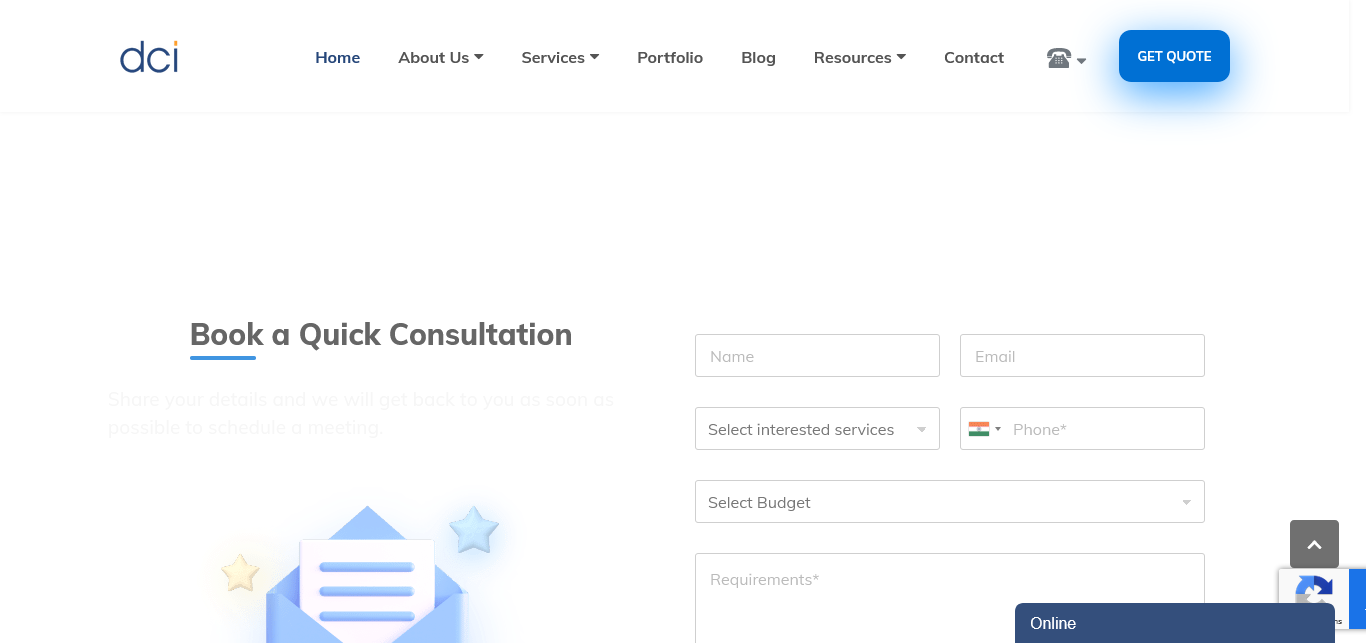 dci
Home
About Us
Services
Portfolio
Blog
Resources
Contact
GET QUOTE
Book a Quick Consultation
Share your details and we will get back to you as soon as
possible to schedule a meeting.
Name
Email
Select interested services
Phone*
Select Budget
Requirements*
Online